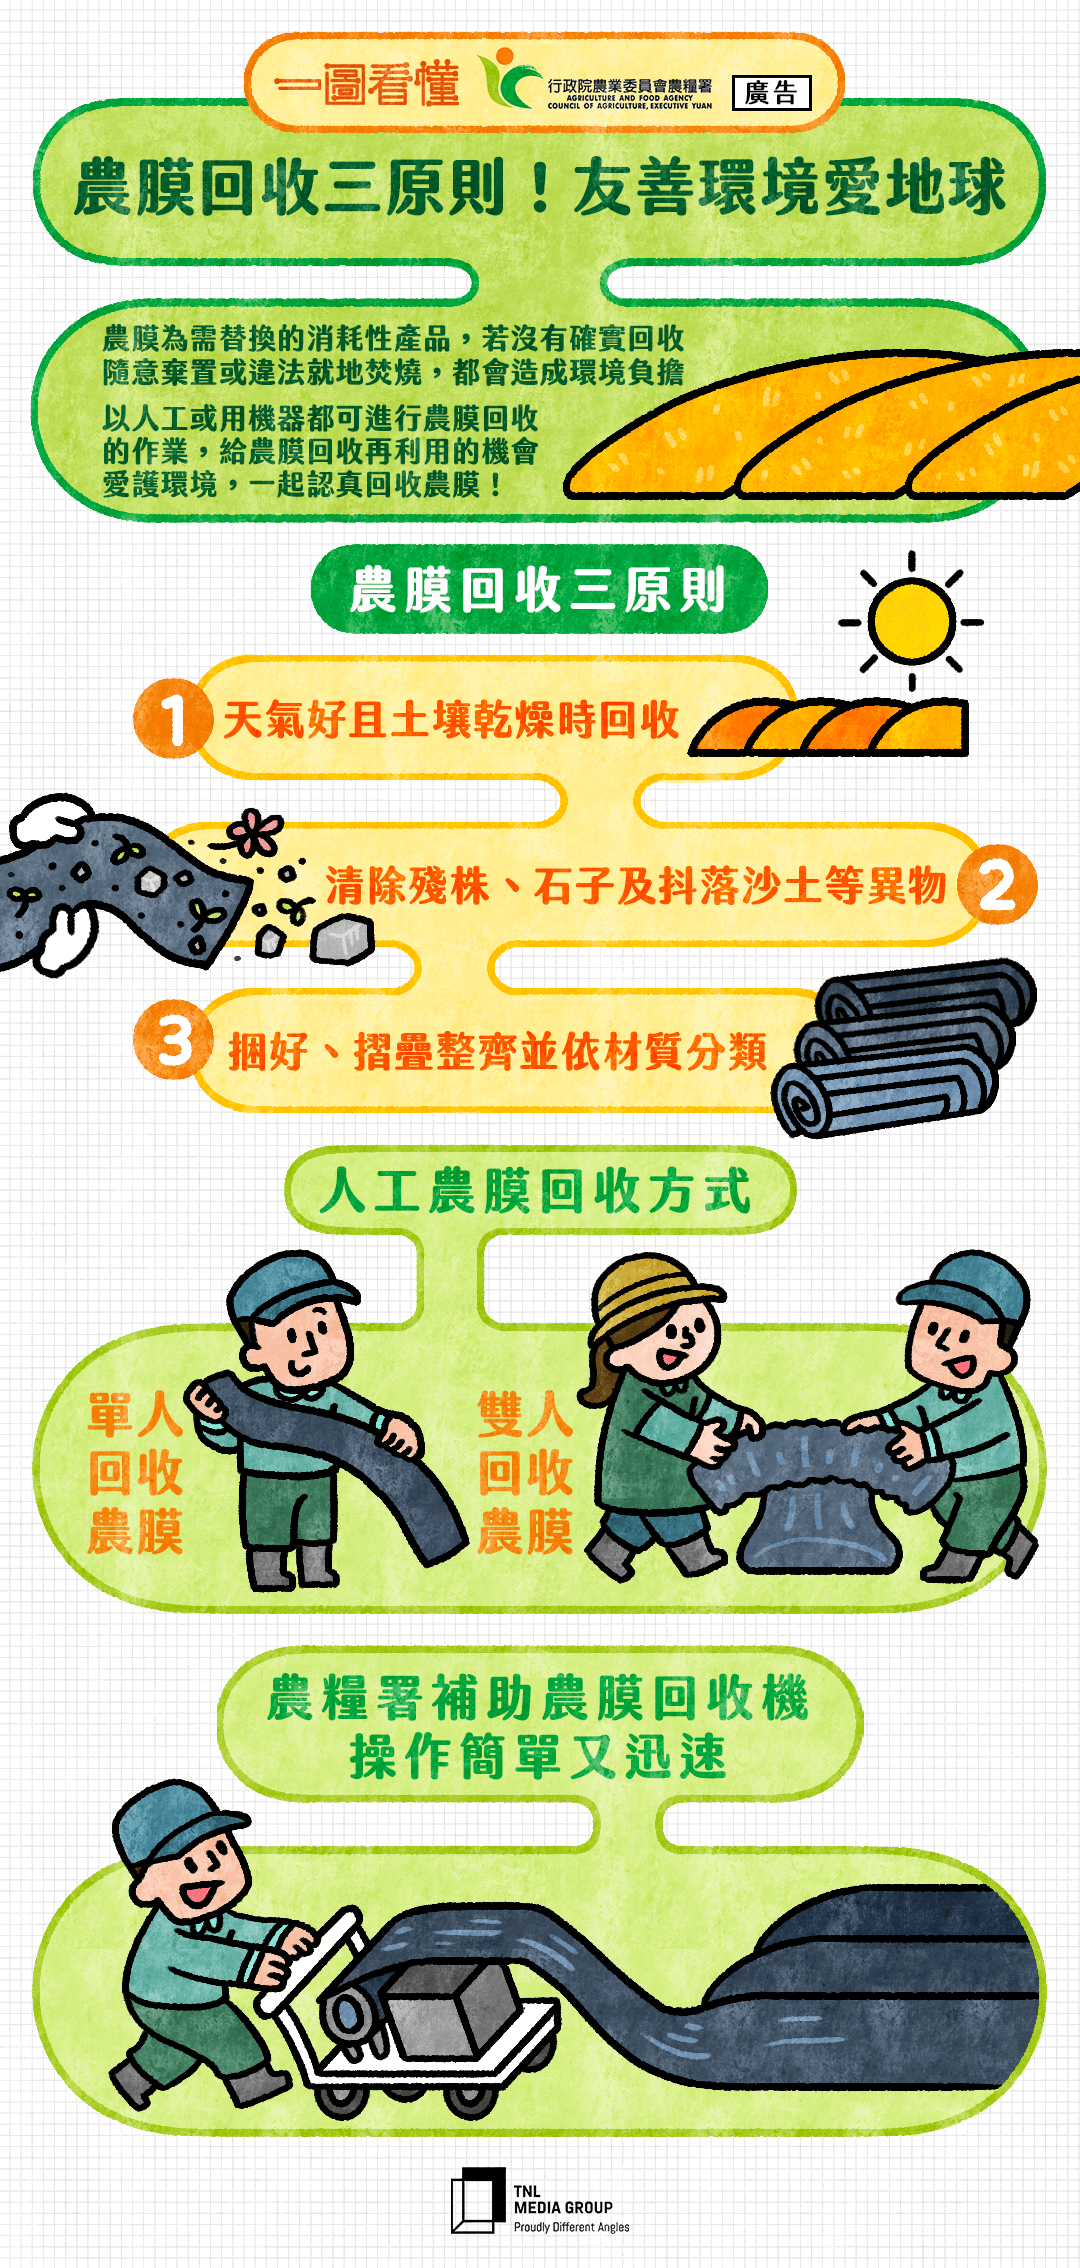 一圖看懂
行政院農業委員會農糧署
AGRICULTURE AND FOOD AGENCY
COUNCIL OF AGRICULTURE, EXECUTIVE YUAN
廣告
農膜回收三原則!友善環境愛地球
農膜為需替換的消耗性產品,若沒有確實回收
隨意棄置或違法就地焚燒,都會造成環境負擔
以人工或用機器都可進行農膜回收
的作業,給農膜回收再利用的機會
愛護環境,一起認真回收農膜!
農膜回收三原則
1 天氣好且土壤乾燥時回收
清除殘株、石子及抖落沙土等異物 2
3 捆好、摺疊整齊並依材質分類
人工農膜回收方式
單人
回收
農膜
雙人
回收
農膜
農糧署補助農膜回收機
操作簡單又迅速
TNL
MEDIA GROUP
Proudly Different Angles